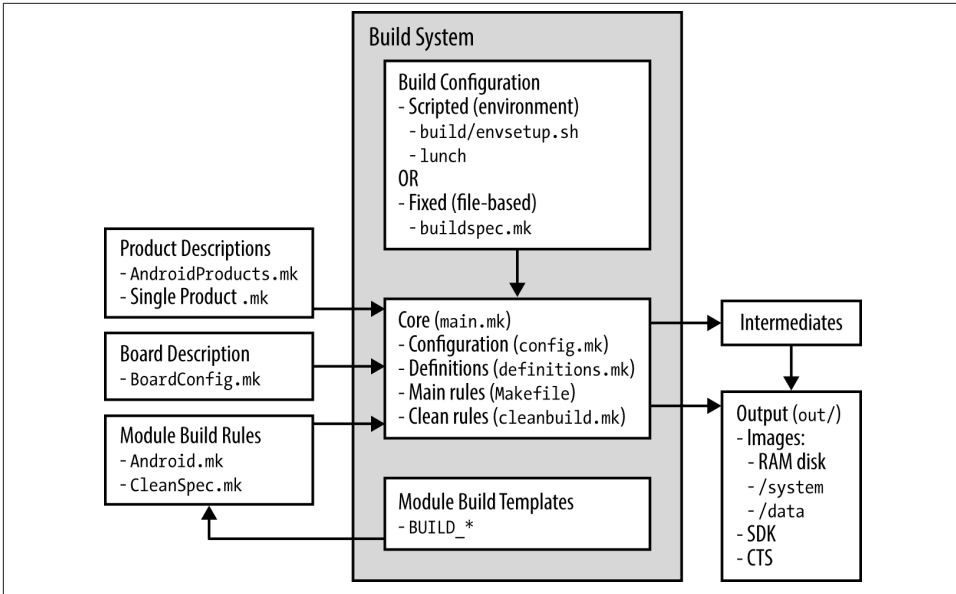 Build System
Build Configuration
- Scripted (environment)
- build/envsetup.sh
- lunch
OR
- Fixed (file-based)
- buildspec.mk
Product Descriptions
- AndroidProducts.mk
- Single Product .mk
Board Description
- BoardConfig.mk
Module Build Rules
- Android.mk
- CleanSpec.mk
Core (main.mk)
- Configuration (config.mk)
- Definitions (definitions.mk)
- Main rules (Makefile)
- Clean rules (cleanbuild.mk)
Module Build Templates
- BUILD_*
Intermediates
Output (out/)
- Images:
- RAM disk
- /system
- /data
- SDK
- CTS